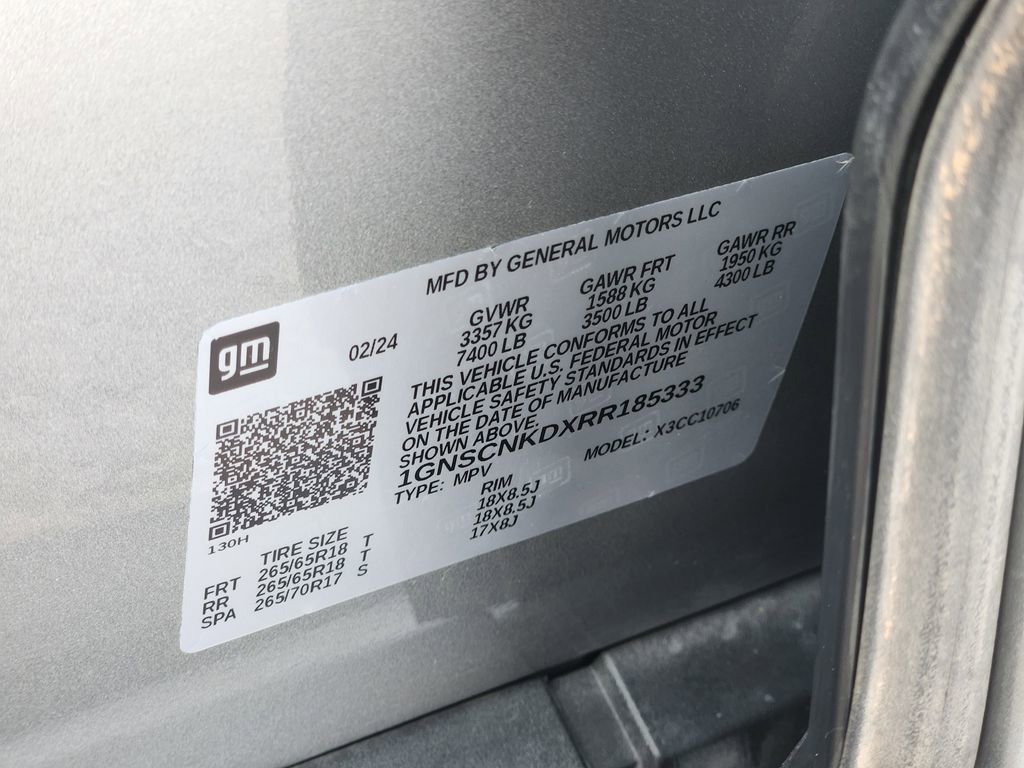 MFD BY GENERAL MOTORS LLC
gm
02/24
GVWR GAWR FRT GAWR RR
3357 KG 1588 KG 1950 KG
7400 LB 3500 LB 4300 LB
THIS VEHICLE CONFORMS TO ALL
APPLICABLE U.S. FEDERAL MOTOR
VEHICLE SAFETY STANDARDS IN EFFECT
ON THE DATE OF MANUFACTURE
SHOWN ABOVE.
1GNSCNKDXRR185333
TYPE: MPV MODEL: X3CC10706
130H
TIRE SIZE RIM
FRT 265/65R18 T 18X8.5J
RR 265/65R18 T 18X8.5J
SPA 265/70R17 S 17X8J